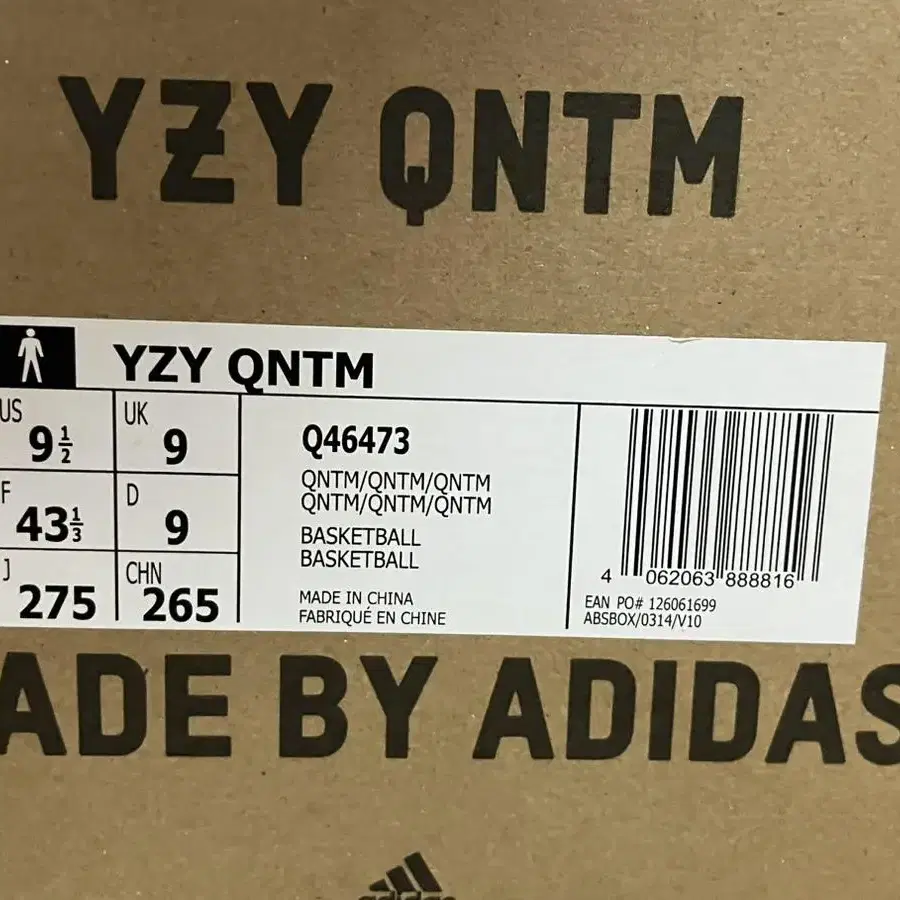 YZY QNTM
YZY QNTM
US 9½ UK 9
F 43⅓ D 9
J 275 CHN 265
Q46473
QNTM/QNTM/QNTM
QNTM/QNTM/QNTM
BASKETBALL
BASKETBALL
MADE IN CHINA
FABRIQUÉ EN CHINE
4 062063 888816
EAN PO# 126061699
ABSBOX/0314/V10
ADE BY ADIDAS
adidas